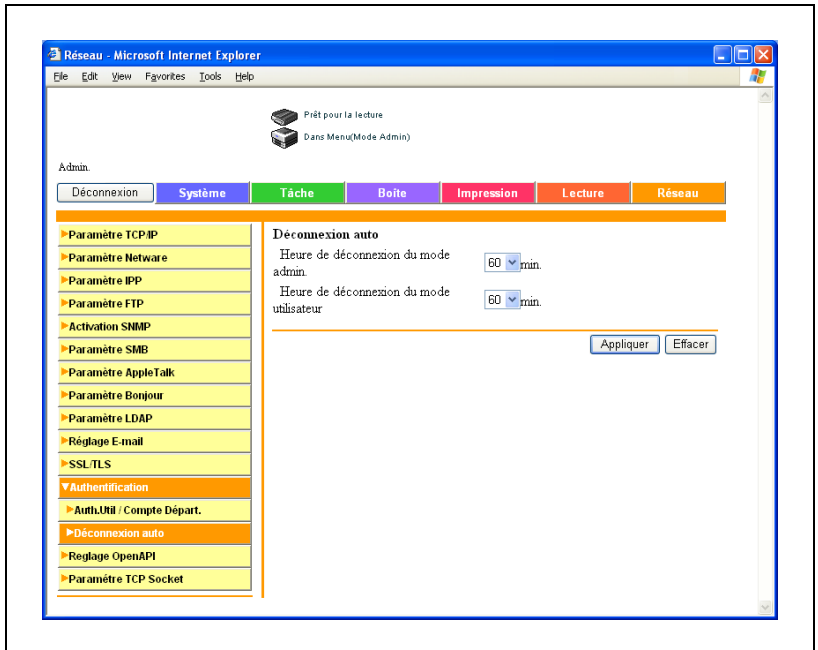 Réseau - Microsoft Internet Explorer
File Edit View Favorites Tools Help
Prêt pour la lecture
Dans Menu(Mode Admin)
Admin.
Déconnexion Système Tâche Boîte Impression Lecture Réseau
Paramètre TCP/IP
Paramètre Netware
Paramètre IPP
Paramètre FTP
Activation SNMP
Paramètre SMB
Paramètre AppleTalk
Paramètre Bonjour
Paramètre LDAP
Réglage E-mail
SSL/TLS
Authentification
Auth.Util / Compte Départ.
Déconnexion auto
Reglage OpenAPI
Paramétre TCP Socket
Déconnexion auto
Heure de déconnexion du mode
admin.
60 min.
Heure de déconnexion du mode
utilisateur
60 min.
Appliquer Effacer